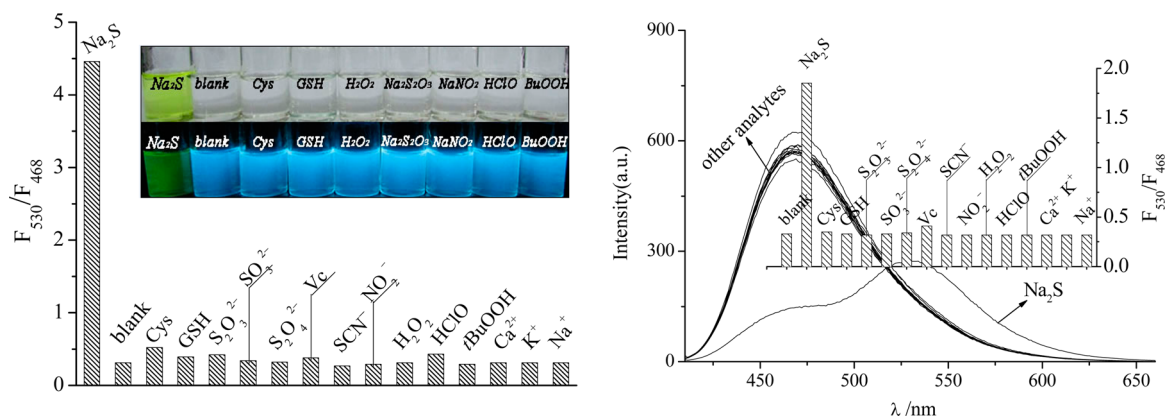 5
4
3
2
1
0
F530/F468
Na2S
blank
Cys
GSH
S2O3^2-
SO3^2-
S2O4^2-
Vc
SCN^-
NO2^-
H2O2
HClO
tBuOOH
Ca^2+
K^+
Na^+
Na2S blank Cys GSH H2O2 Na2S2O3 NaNO2 HClO BuOOH
Na2S blank Cys GSH H2O2 Na2S2O3 NaNO2 HClO BuOOH
900
600
300
0
Intensity(a.u.)
450 500 550 600 650
λ /nm
other analytes
Na2S
2.0
1.5
1.0
0.5
0.0
F530/F468
Na2S
blank
Cys
GSH
S2O3^2-
SO3^2-
S2O4^2-
Vc
SCN^-
NO2^-
H2O2
HClO
tBuOOH
Ca^2+
K^+
Na^+